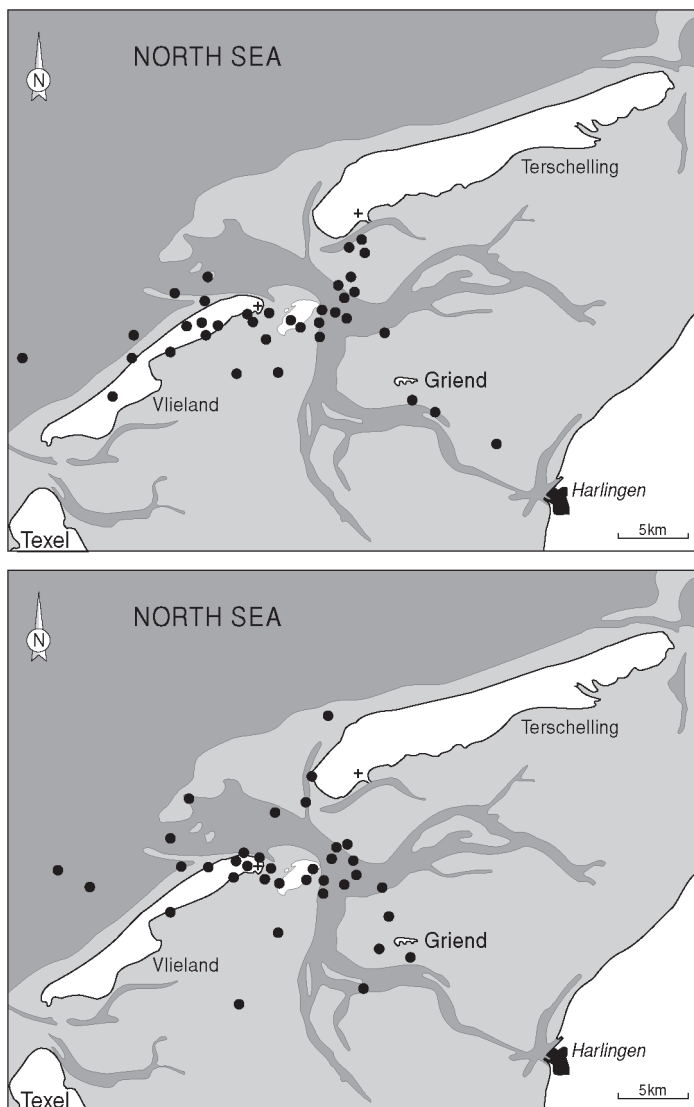 NORTH SEA
N
Terschelling
Griend
Vlieland
Harlingen
5km
Texel
NORTH SEA
N
Terschelling
Griend
Vlieland
Harlingen
5km
Texel